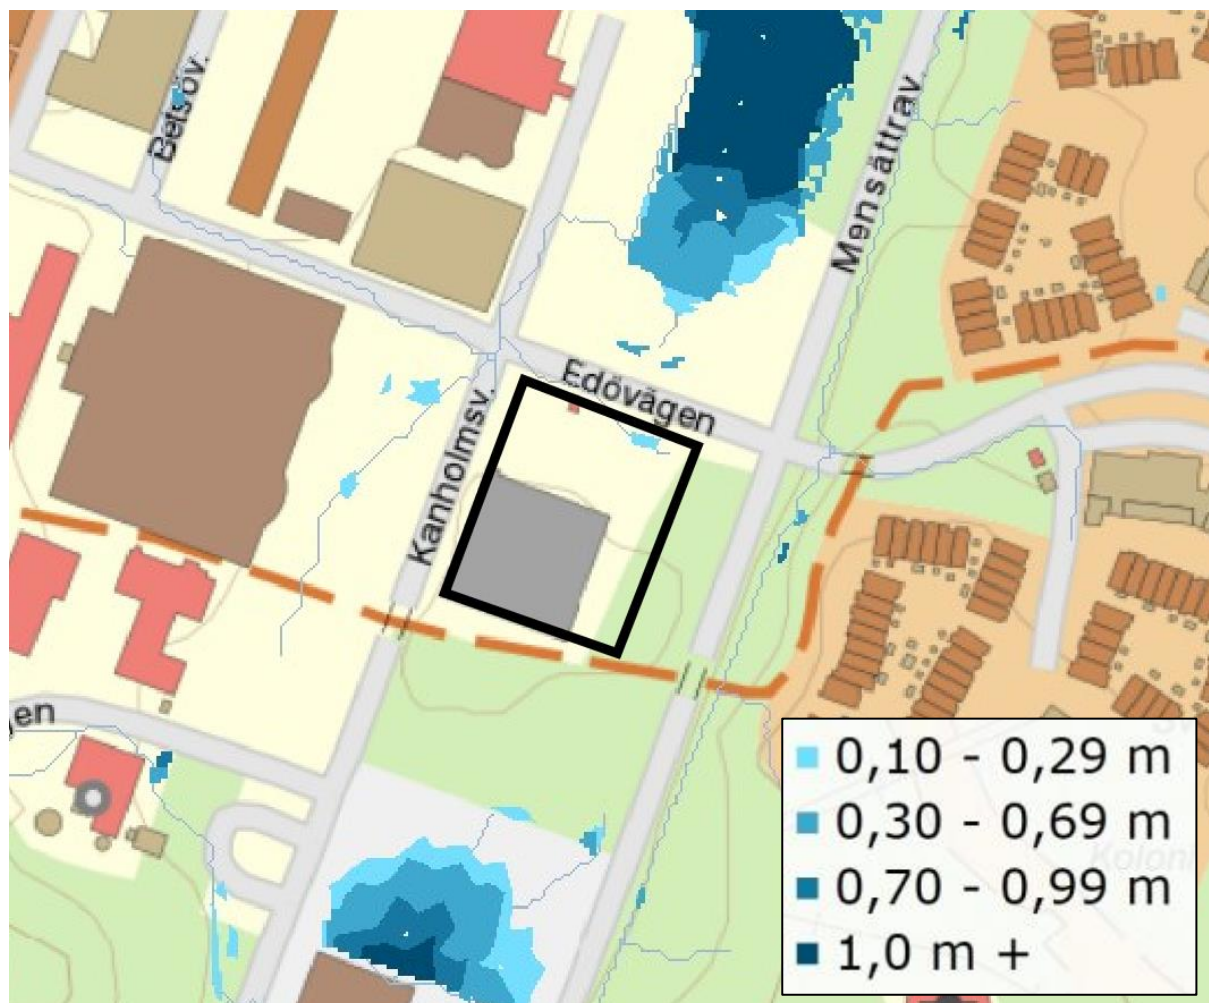 Betsöv.
Mensättrav.
Edövägen
Kanholmsv.
gen
0,10 - 0,29 m
0,30 - 0,69 m
0,70 - 0,99 m
1,0 m +
Koloni